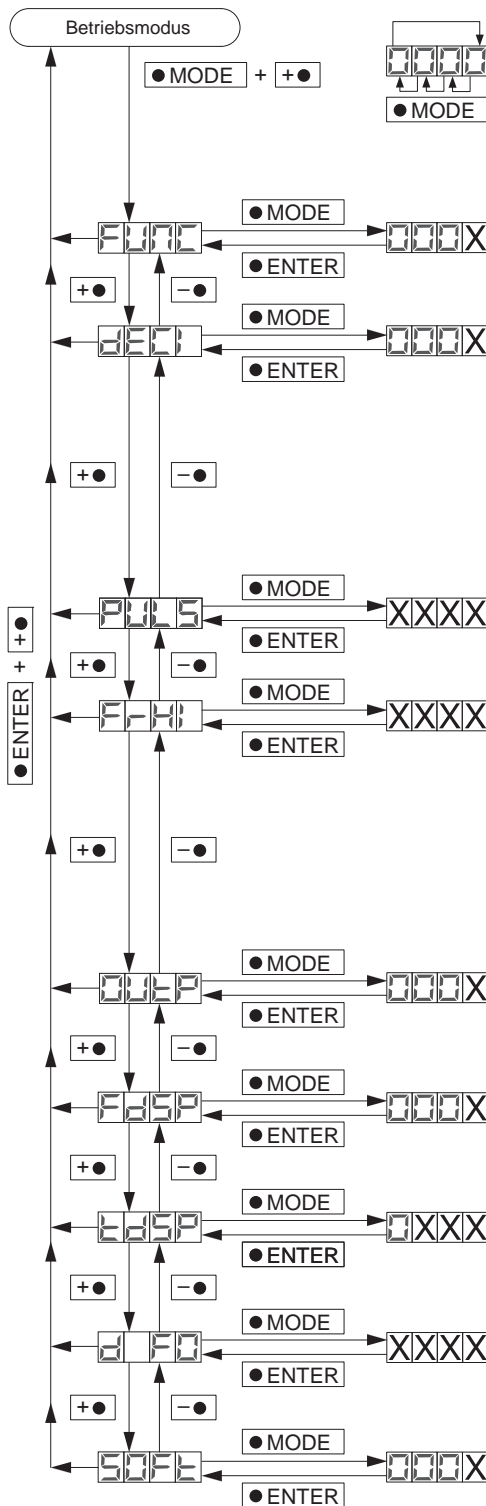 Betriebsmodus
● MODE + + ●
0000
● MODE
● MODE
FUNC 000X
● ENTER
+ ● − ●
● MODE
dECI 000X
● ENTER
+ ● − ●
● MODE
PULS XXXX
● ENTER
● ENTER + + ●
+ ● − ●
● MODE
FrHI XXXX
● ENTER
+ ● − ●
● MODE
OUtP 000X
● ENTER
+ ● − ●
● MODE
FdSP 000X
● ENTER
+ ● − ●
● MODE
tdSP 0XXX
● ENTER
+ ● − ●
● MODE
d FO XXXX
● ENTER
+ ● − ●
● MODE
SOFt 000X
● ENTER